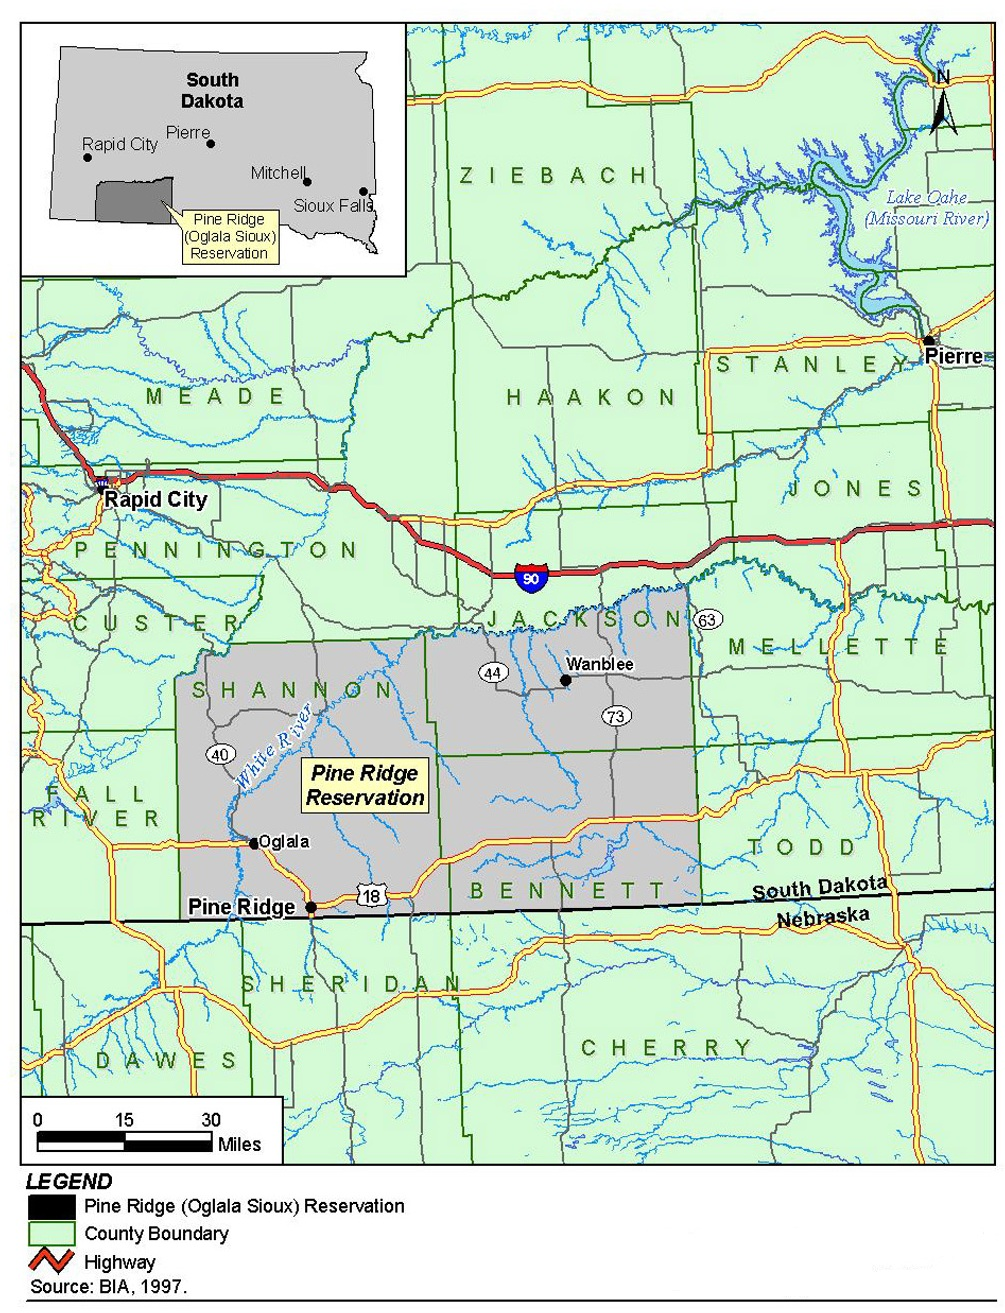 South
Dakota
Rapid City
Pierre
Mitchell
Sioux Falls
Pine Ridge
(Oglala Sioux)
Reservation
N
ZIEBACH
Lake Oahe
(Missouri River)
Pierre
STANLEY
MEADE
HAAKON
JONES
Rapid City
PENNINGTON
90
CUSTER
JACKSON
63
MELLETTE
Wanblee
44
SHANNON
73
White River
40
Pine Ridge
Reservation
FALL
RIVER
Oglala
TODD
18
BENNETT
South Dakota
Pine Ridge
Nebraska
SHERIDAN
CHERRY
DAWES
0 15 30
Miles
LEGEND
Pine Ridge (Oglala Sioux) Reservation
County Boundary
Highway
Source: BIA, 1997.